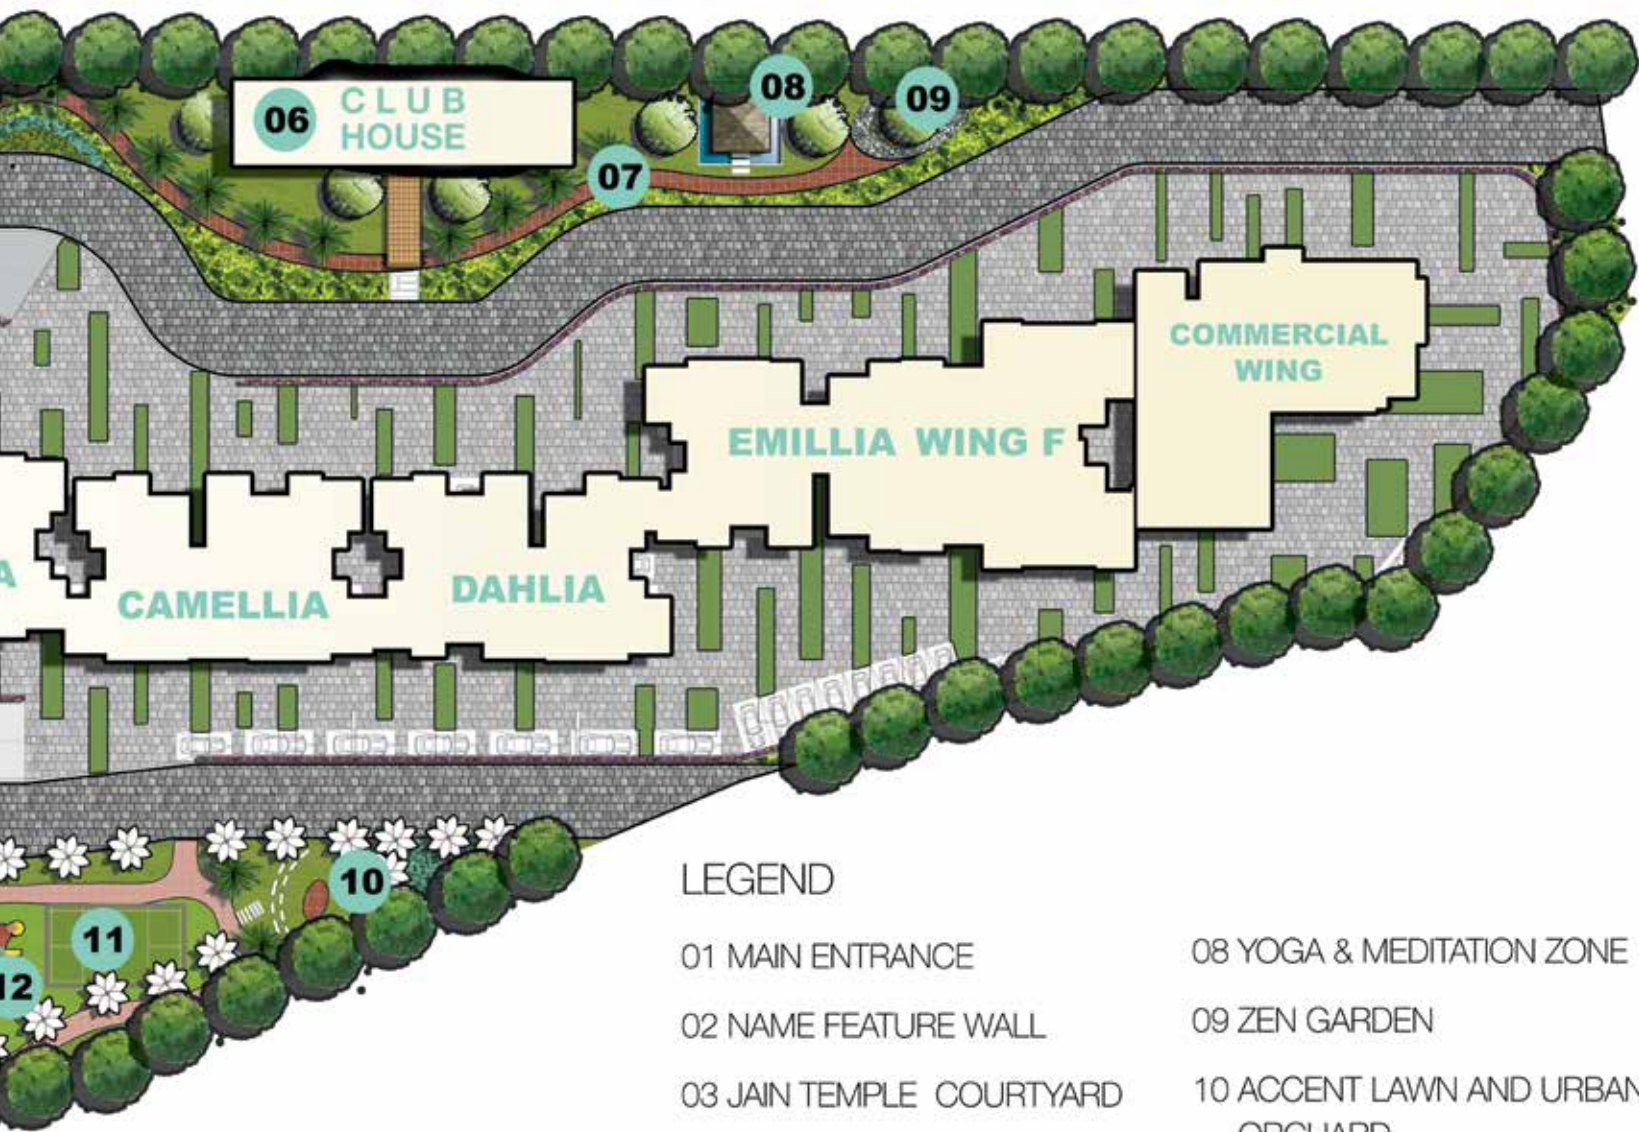 08
09
06
CLUB
HOUSE
07
COMMERCIAL
WING
EMILLIA WING F
A
CAMELLIA
DAHLIA
10
11
12
LEGEND
01 MAIN ENTRANCE
02 NAME FEATURE WALL
03 JAIN TEMPLE COURTYARD
08 YOGA & MEDITATION ZONE
09 ZEN GARDEN
10 ACCENT LAWN AND URBAN
ORCHARD